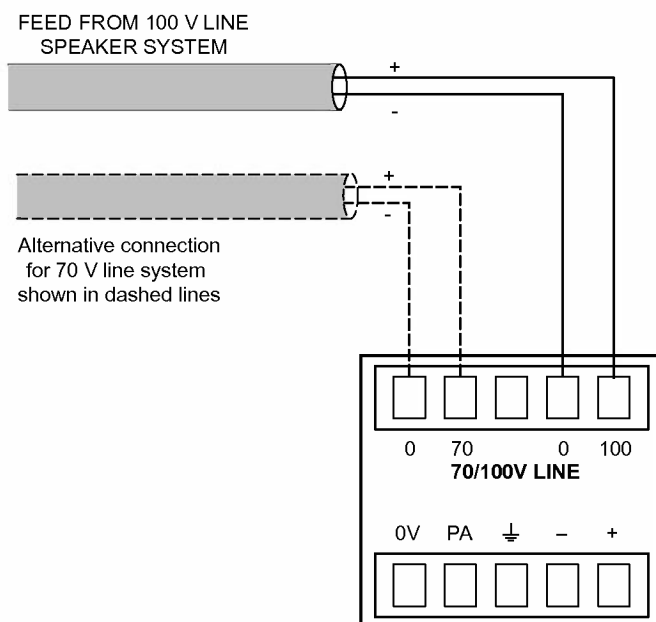 FEED FROM 100 V LINE
SPEAKER SYSTEM
+
-
+
-
Alternative connection
for 70 V line system
shown in dashed lines
0 70 0 100
70/100V LINE
0V PA ⏚ – +